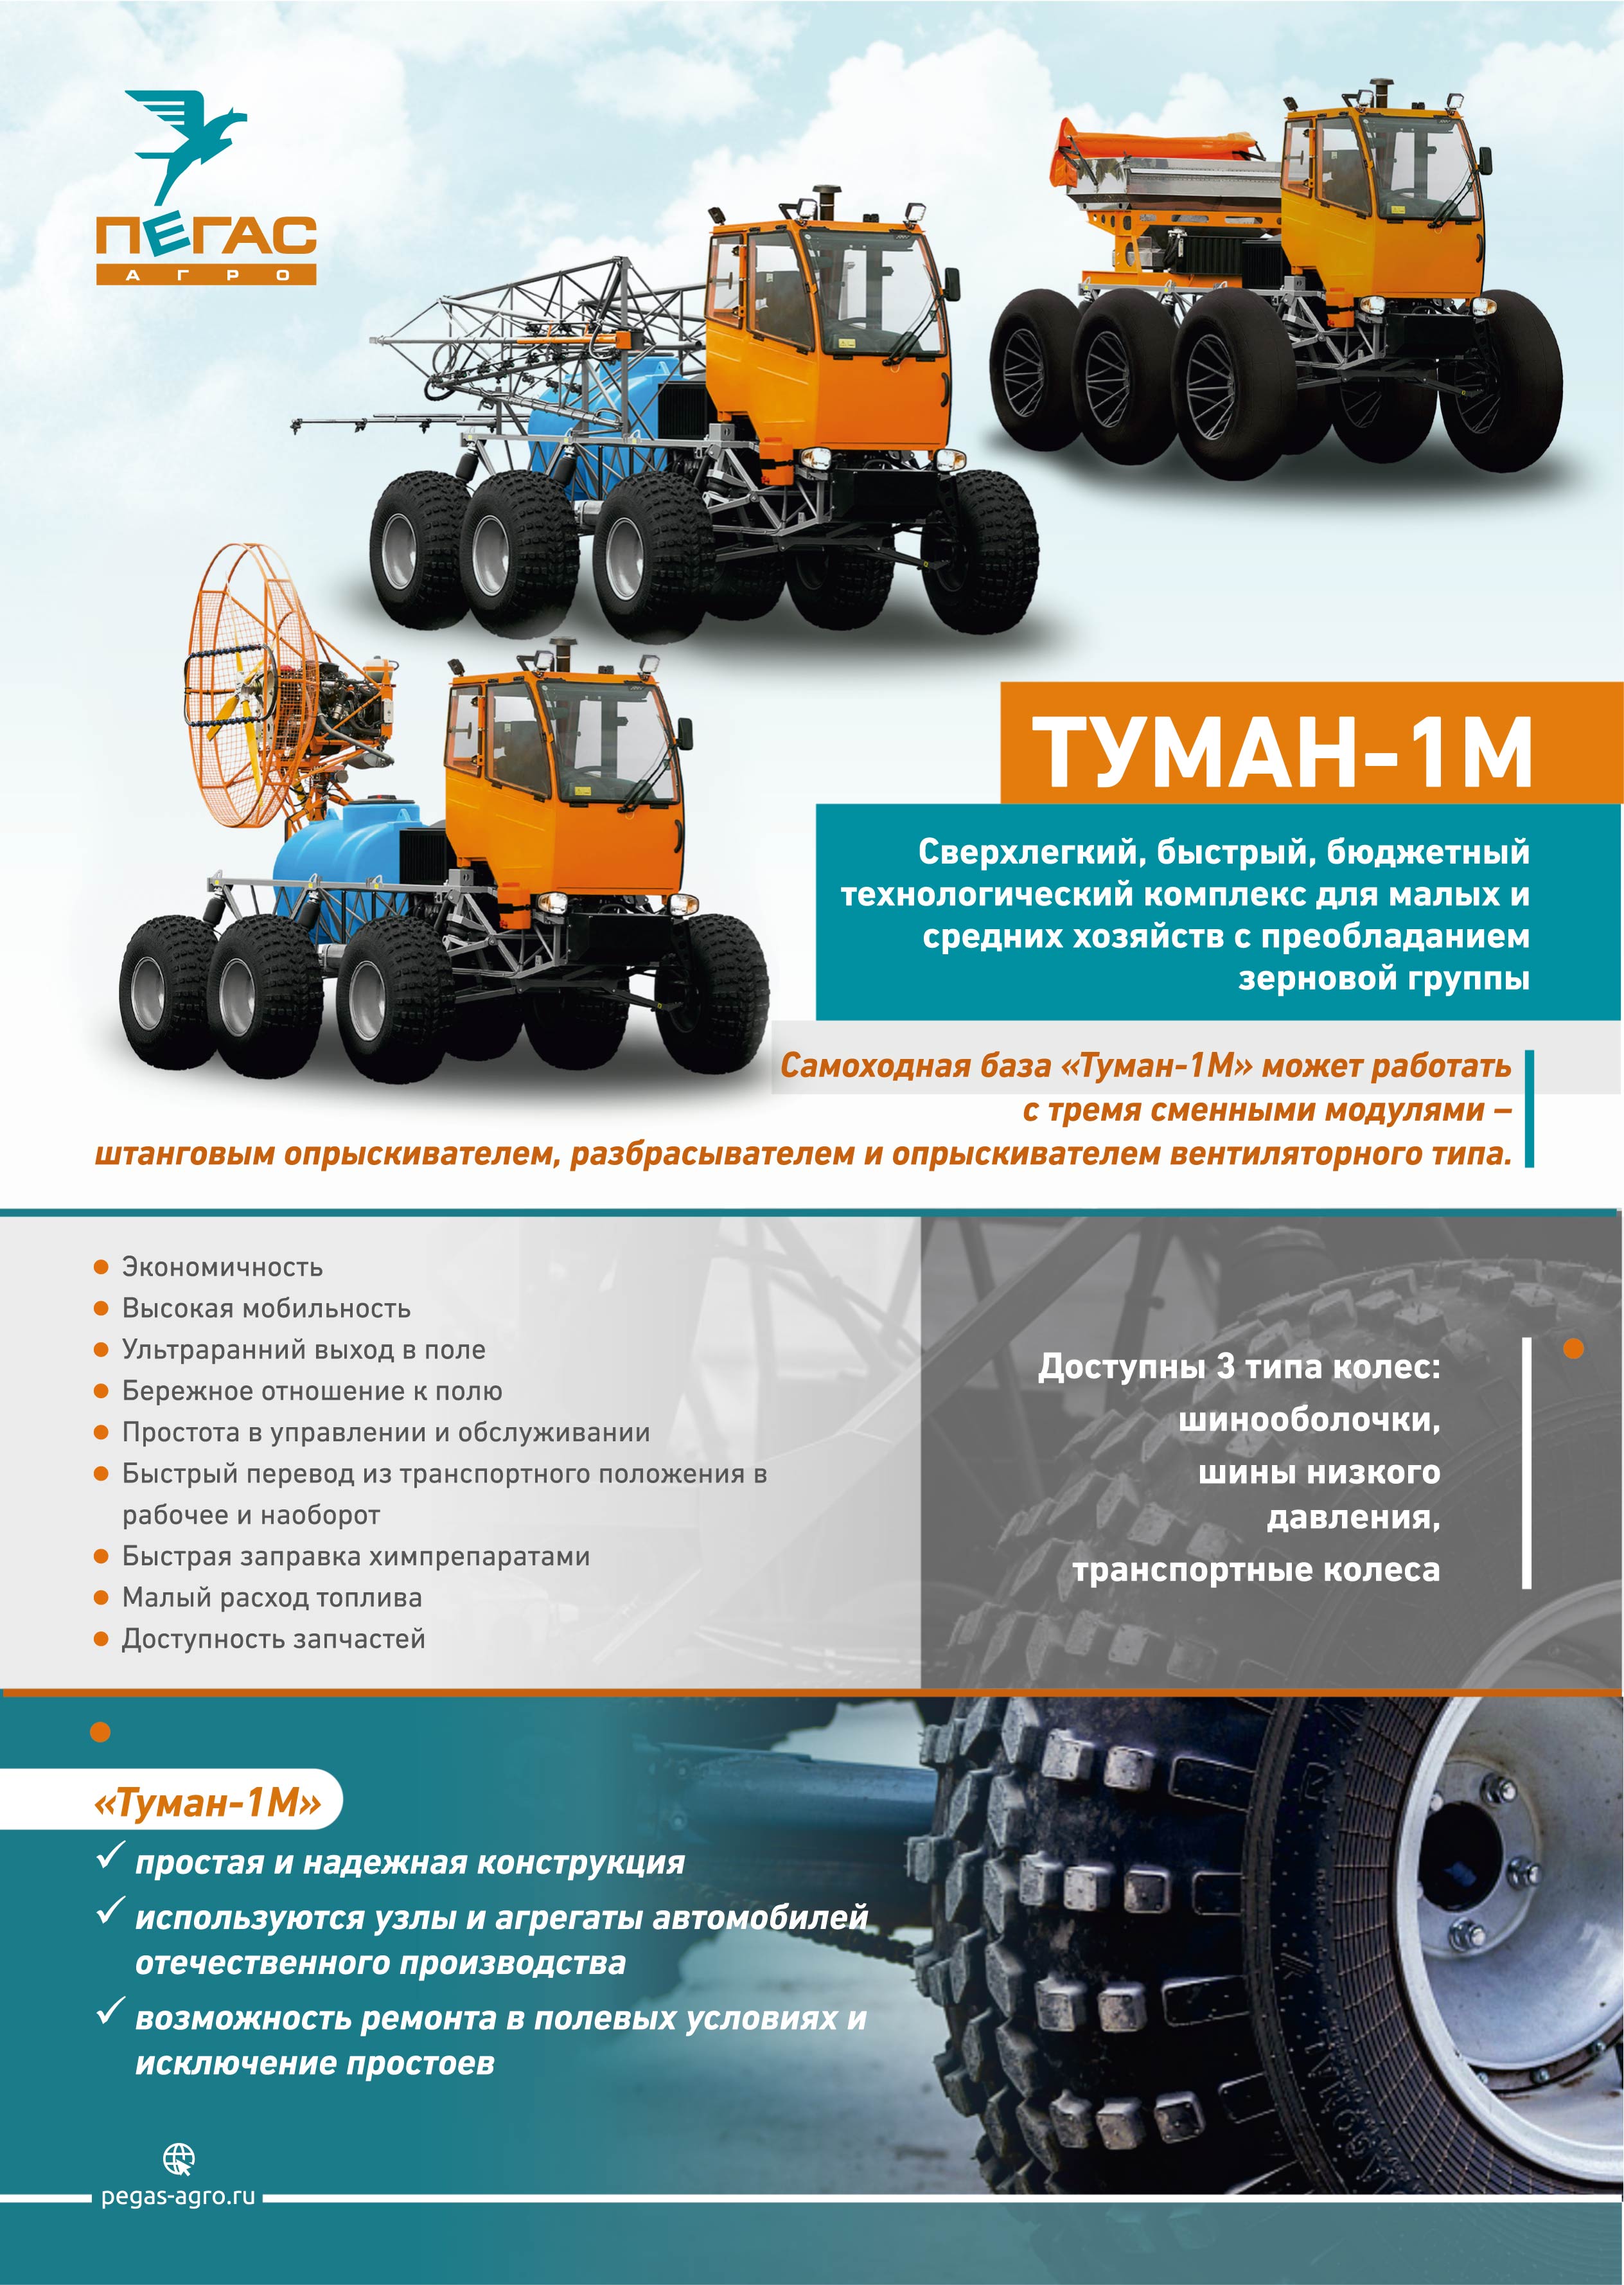 ПЕГАС
АГРО
ТУМАН-1М
Сверхлегкий, быстрый, бюджетный
технологический комплекс для малых и
средних хозяйств с преобладанием
зерновой группы
Самоходная база «Туман-1М» может работать
с тремя сменными модулями –
штанговым опрыскивателем, разбрасывателем и опрыскивателем вентиляторного типа.
Экономичность
Высокая мобильность
Ультраранний выход в поле
Бережное отношение к полю
Простота в управлении и обслуживании
Быстрый перевод из транспортного положения в
рабочее и наоборот
Быстрая заправка химпрепаратами
Малый расход топлива
Доступность запчастей
Доступны 3 типа колес:
шинооболочки,
шины низкого
давления,
транспортные колеса
«Туман-1М»
✓ простая и надежная конструкция
✓ используются узлы и агрегаты автомобилей
отечественного производства
✓ возможность ремонта в полевых условиях и
исключение простоев
pegas-agro.ru